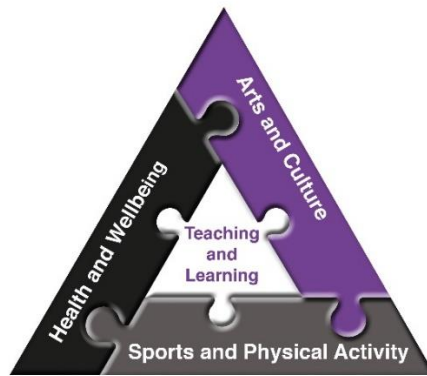 Arts and Culture
Health and Wellbeing
Teaching
and
Learning
Sports and Physical Activity